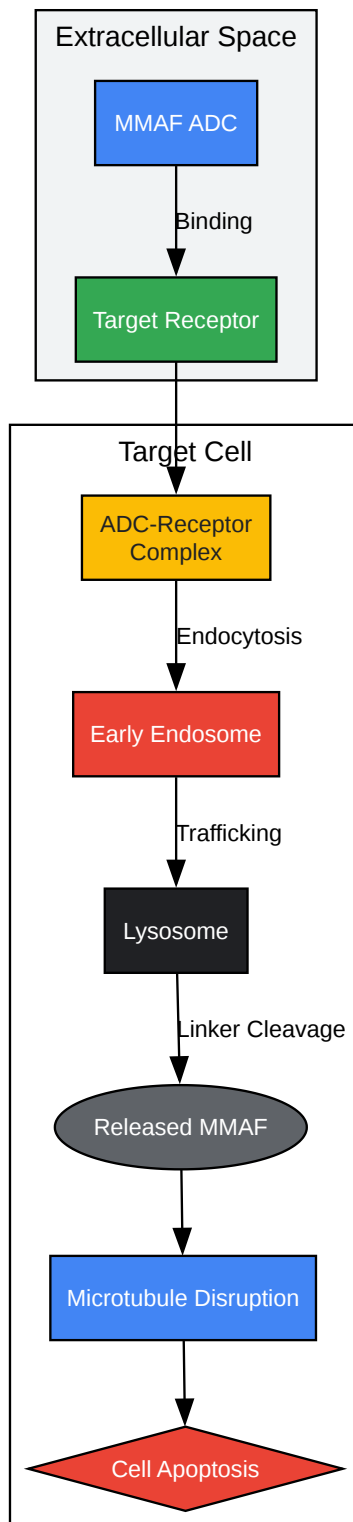 Extracellular Space
MMAF ADC
Binding
Target Receptor
Target Cell
ADC-Receptor
Complex
Endocytosis
Early Endosome
Trafficking
Lysosome
Linker Cleavage
Released MMAF
Microtubule Disruption
Cell Apoptosis